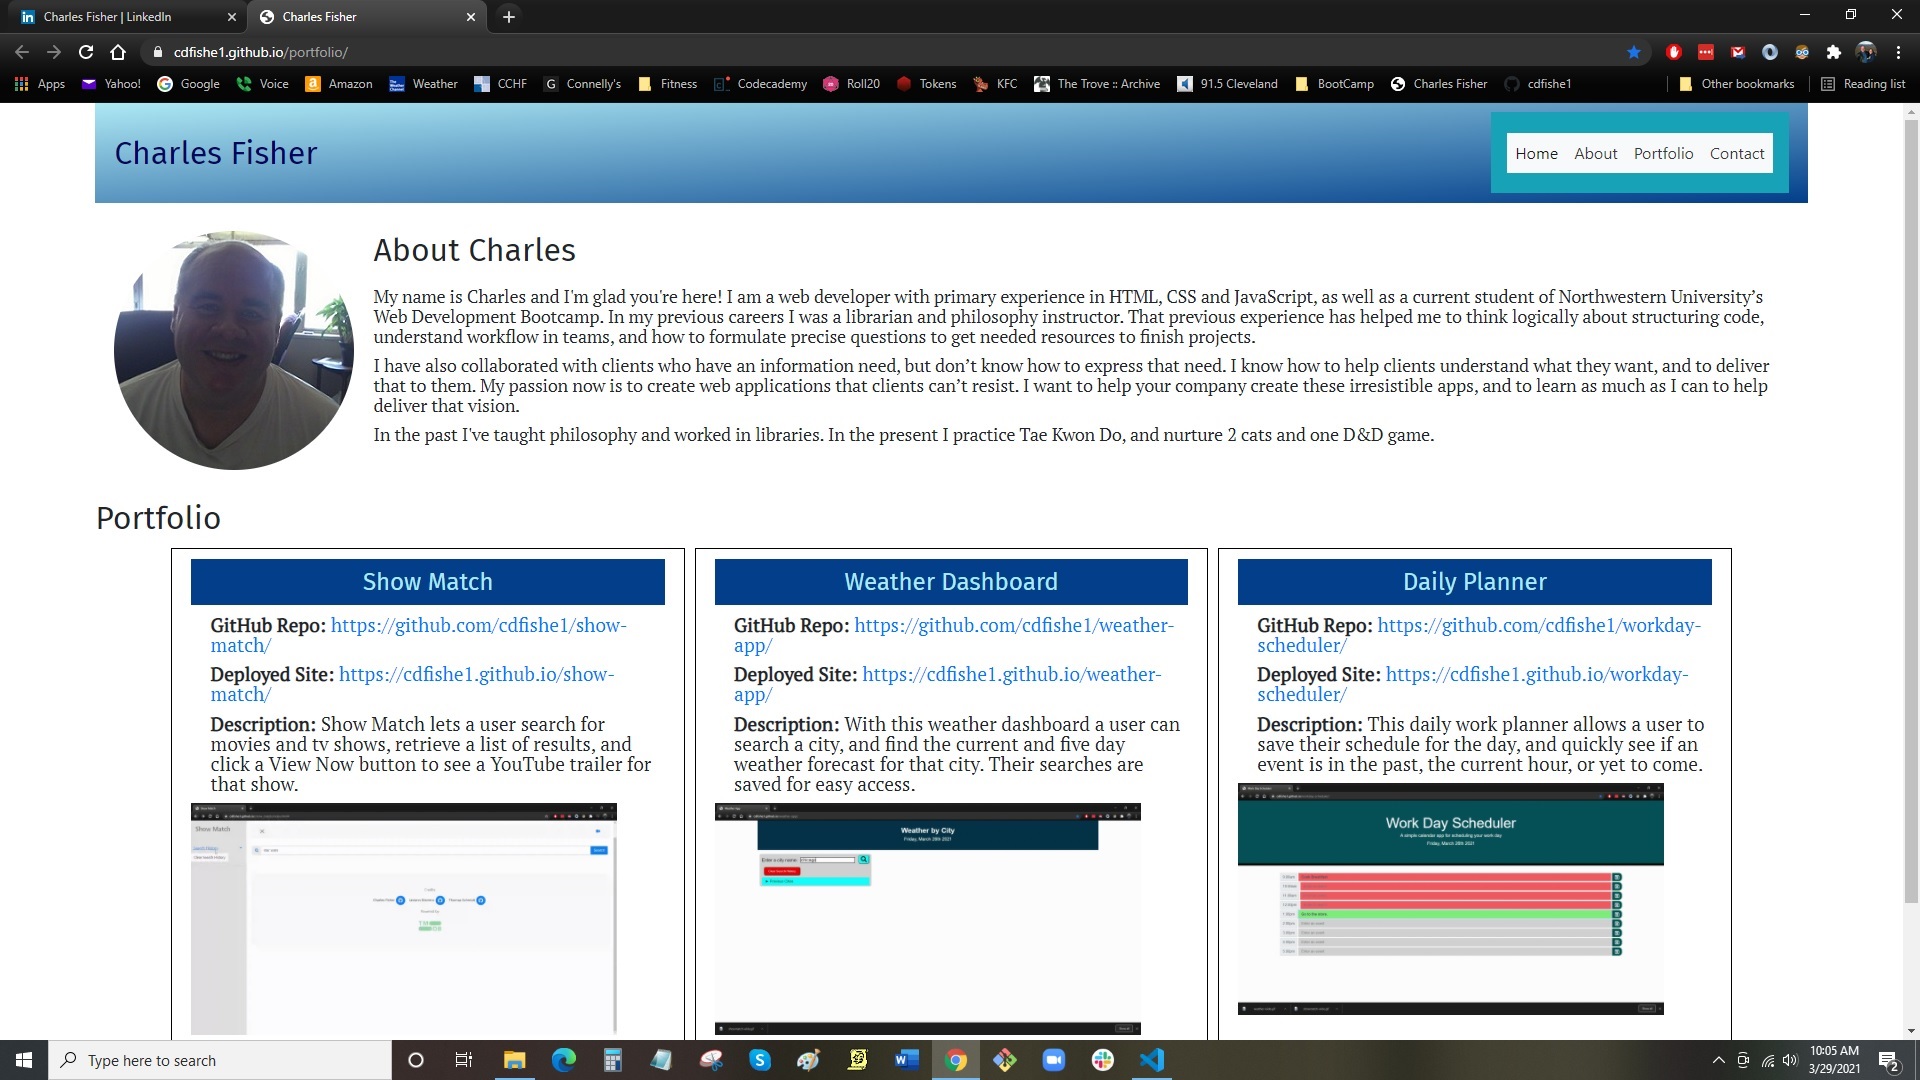 Charles Fisher | LinkedIn
Charles Fisher
cdfishe1.github.io/portfolio/
Apps Yahoo! Google Voice Amazon Weather CCHF Connelly's Fitness Codecademy Roll20 Tokens KFC The Trove :: Archive 91.5 Cleveland BootCamp Charles Fisher cdfishe1 Other bookmarks Reading list
Charles Fisher
Home About Portfolio Contact
About Charles
My name is Charles and I'm glad you're here! I am a web developer with primary experience in HTML, CSS and JavaScript, as well as a current student of Northwestern University’s
Web Development Bootcamp. In my previous careers I was a librarian and philosophy instructor. That previous experience has helped me to think logically about structuring code,
understand workflow in teams, and how to formulate precise questions to get needed resources to finish projects.
I have also collaborated with clients who have an information need, but don’t know how to express that need. I know how to help clients understand what they want, and to deliver
that to them. My passion now is to create web applications that clients can’t resist. I want to help your company create these irresistible apps, and to learn as much as I can to help
deliver that vision.
In the past I've taught philosophy and worked in libraries. In the present I practice Tae Kwon Do, and nurture 2 cats and one D&D game.
Portfolio
Show Match
GitHub Repo: https://github.com/cdfishe1/show-
match/
Deployed Site: https://cdfishe1.github.io/show-
match/
Description: Show Match lets a user search for
movies and tv shows, retrieve a list of results, and
click a View Now button to see a YouTube trailer for
that show.
Show Match
Weather Dashboard
GitHub Repo: https://github.com/cdfishe1/weather-
app/
Deployed Site: https://cdfishe1.github.io/weather-
app/
Description: With this weather dashboard a user can
search a city, and find the current and five day
weather forecast for that city. Their searches are
saved for easy access.
Weather by City
Enter a city name:
Daily Planner
GitHub Repo: https://github.com/cdfishe1/workday-
scheduler/
Deployed Site: https://cdfishe1.github.io/workday-
scheduler/
Description: This daily work planner allows a user to
save their schedule for the day, and quickly see if an
event is in the past, the current hour, or yet to come.
Work Day Scheduler
A simple calendar app for scheduling your work day
Type here to search
10:05 AM
3/29/2021
2